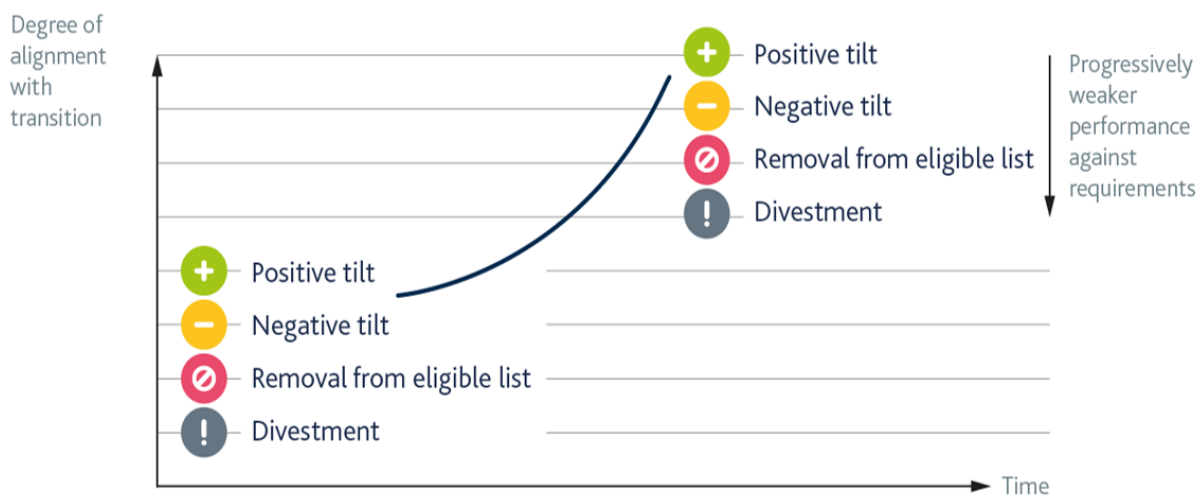 Degree of
alignment
with
transition
Positive tilt
Negative tilt
Removal from eligible list
Divestment
Progressively
weaker
performance
against
requirements
Positive tilt
Negative tilt
Removal from eligible list
Divestment
Time